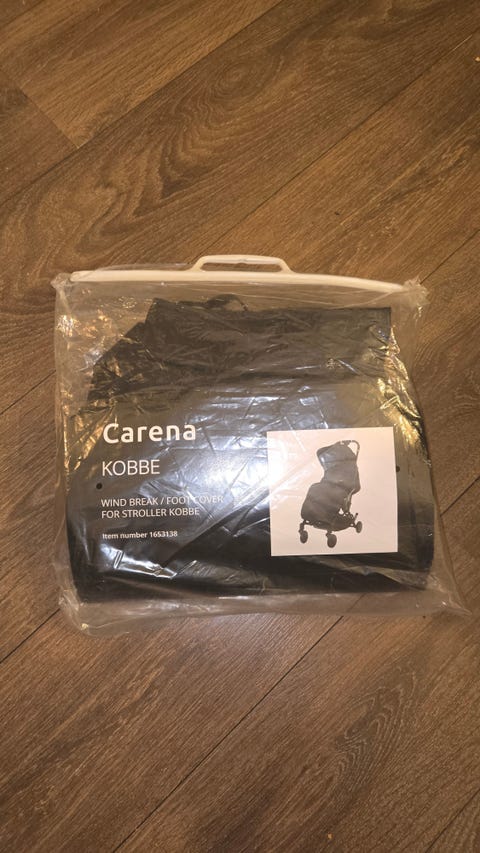 Carena
KOBBE
WIND BREAK / FOOT COVER
FOR STROLLER KOBBE
Item number 1653138